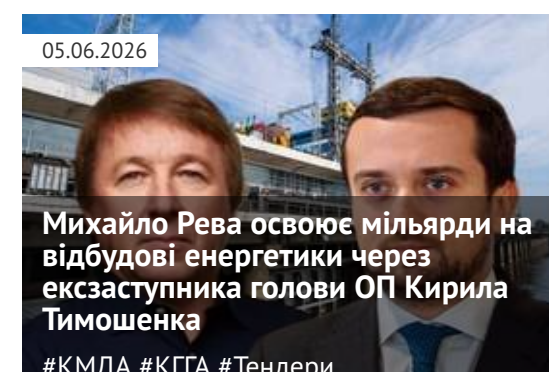 05.06.2026
Михайло Рева освоює мільярди на
відбудові енергетики через
ексзаступника голови ОП Кирила
Тимошенка
#КМДА #КГГА #Тендери